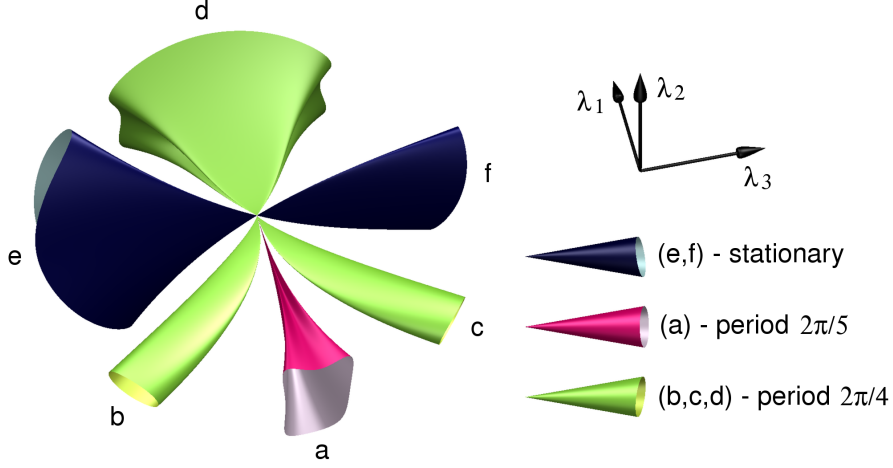 d
λ1 λ2
f
λ3
e
(e,f) - stationary
c
(a) - period 2π/5
b
(b,c,d) - period 2π/4
a